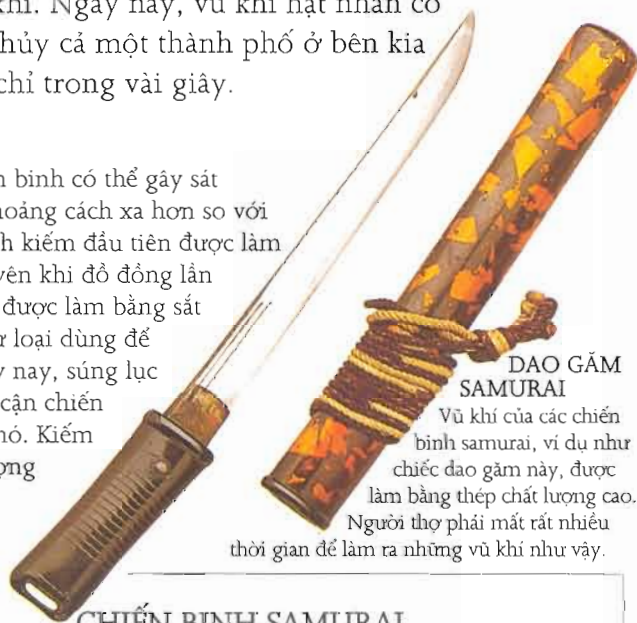 khí. Ngày nay, vũ khí hạt nhân có
hủy cả một thành phố ở bên kia
chỉ trong vài giây.
binh có thể gây sát
hoảng cách xa hơn so với
kiếm đầu tiên được làm
khi đồ đồng lần
được làm bằng sắt
loại dùng để
nay, súng lục
cận chiến
nó. Kiếm
DAO GĂM
SAMURAI
Vũ khí của các chiến
binh samurai, ví dụ như
chiếc dao găm này, được
làm bằng thép chất lượng cao.
Người thợ phải mất rất nhiều
thời gian để làm ra những vũ khí như vậy.
CHIẾN BINH SAMURAI